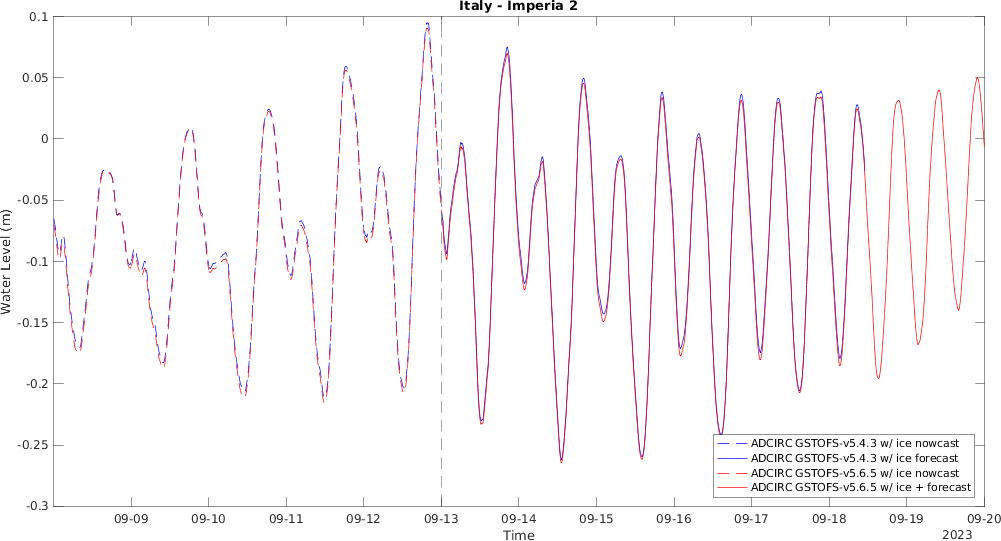 Italy - Imperia 2
Water Level (m)
0.1
0.05
0
-0.05
-0.1
-0.15
-0.2
-0.25
-0.3
ADCIRC GSTOFS-v5.4.3 w/ ice nowcast
ADCIRC GSTOFS-v5.4.3 w/ ice forecast
ADCIRC GSTOFS-v5.6.5 w/ ice nowcast
ADCIRC GSTOFS-v5.6.5 w/ ice + forecast
09-09 09-10 09-11 09-12 09-13 09-14 09-15 09-16 09-17 09-18 09-19 09-20
Time
2023